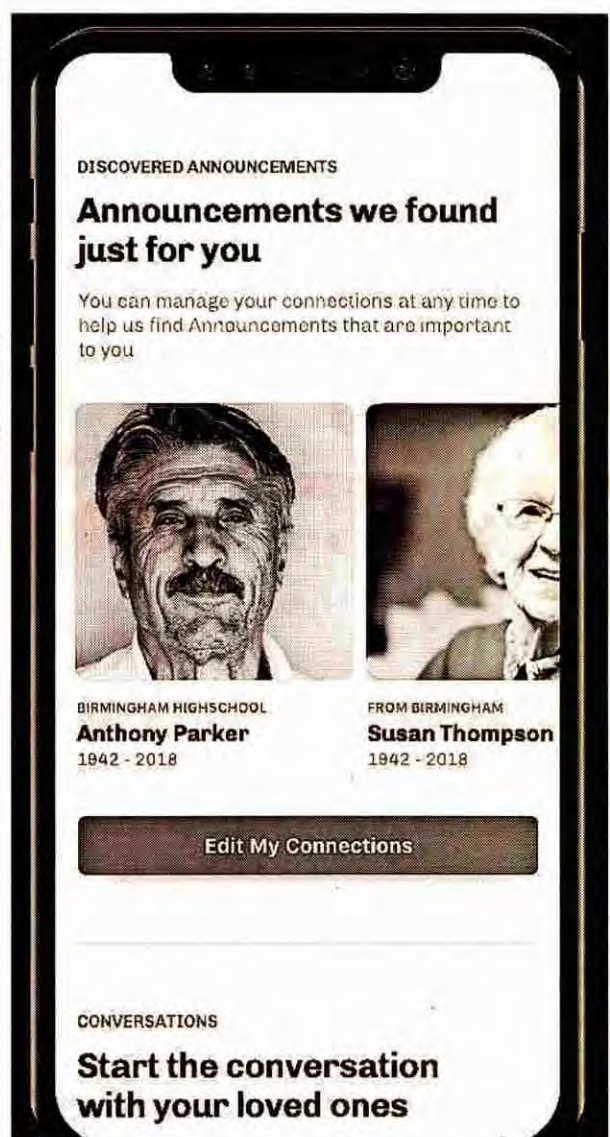 DISCOVERED ANNOUNCEMENTS
Announcements we found
just for you
You can manage your connections at any time to
help us find Announcements that are important
to you
BIRMINGHAM HIGHSCHOOL
Anthony Parker
1942 - 2018
FROM BIRMINGHAM
Susan Thompson
1942 - 2018
Edit My Connections
CONVERSATIONS
Start the conversation
with your loved ones